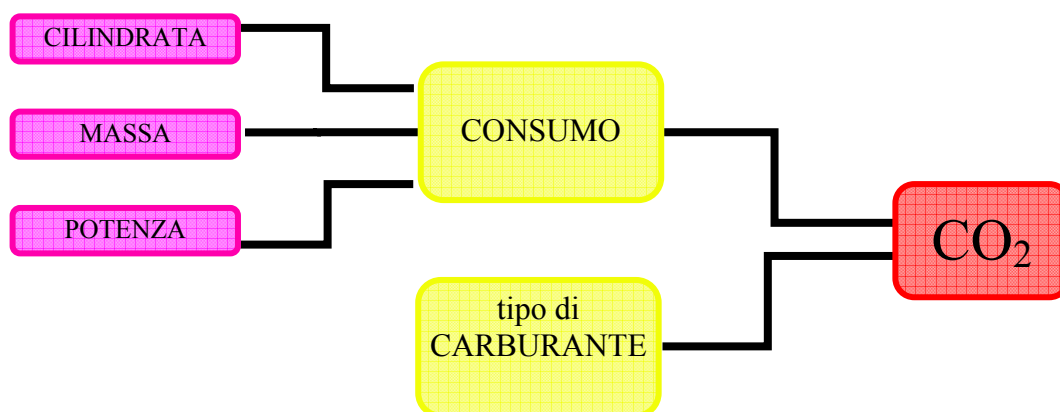 CILINDRATA
MASSA
POTENZA
CONSUMO
tipo di
CARBURANTE
CO₂